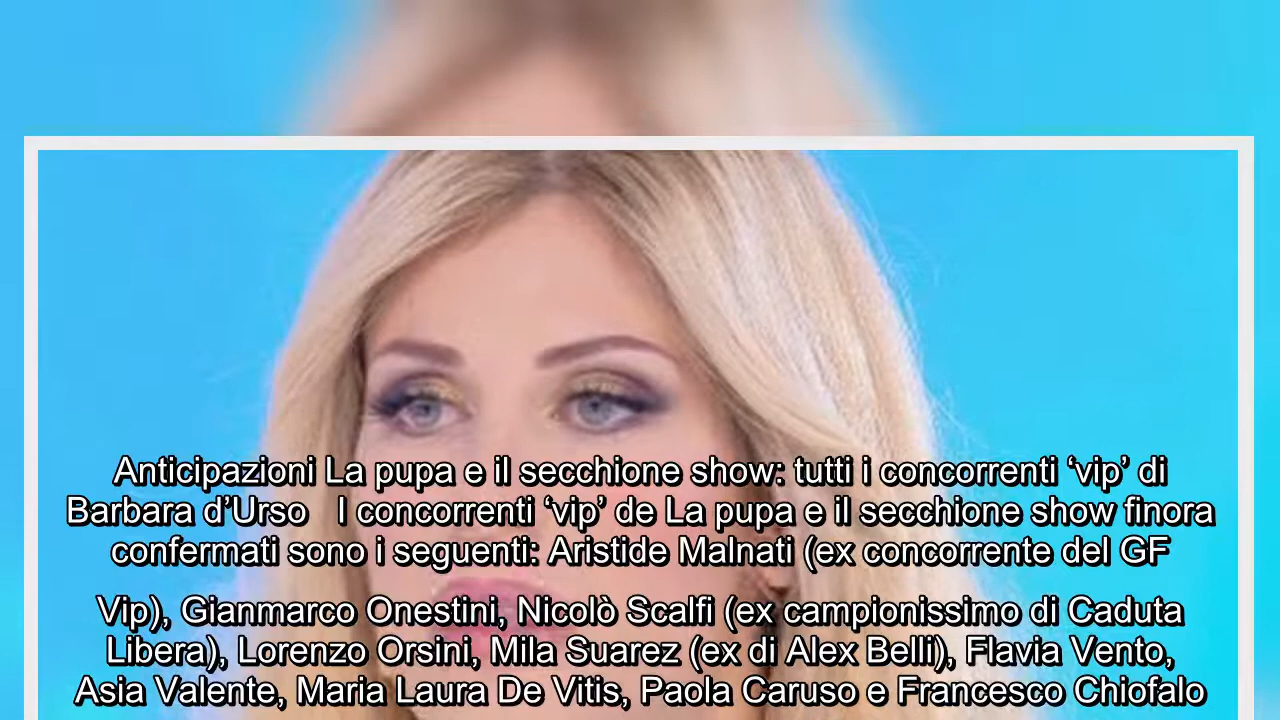 Anticipazioni La pupa e il secchione show: tutti i concorrenti ‘vip’ di
Barbara d’Urso   I concorrenti ‘vip’ de La pupa e il secchione show finora
confermati sono i seguenti: Aristide Malnati (ex concorrente del GF
Vip), Gianmarco Onestini, Nicolò Scalfi (ex campionissimo di Caduta
Libera), Lorenzo Orsini, Mila Suarez (ex di Alex Belli), Flavia Vento,
Asia Valente, Maria Laura De Vitis, Paola Caruso e Francesco Chiofalo